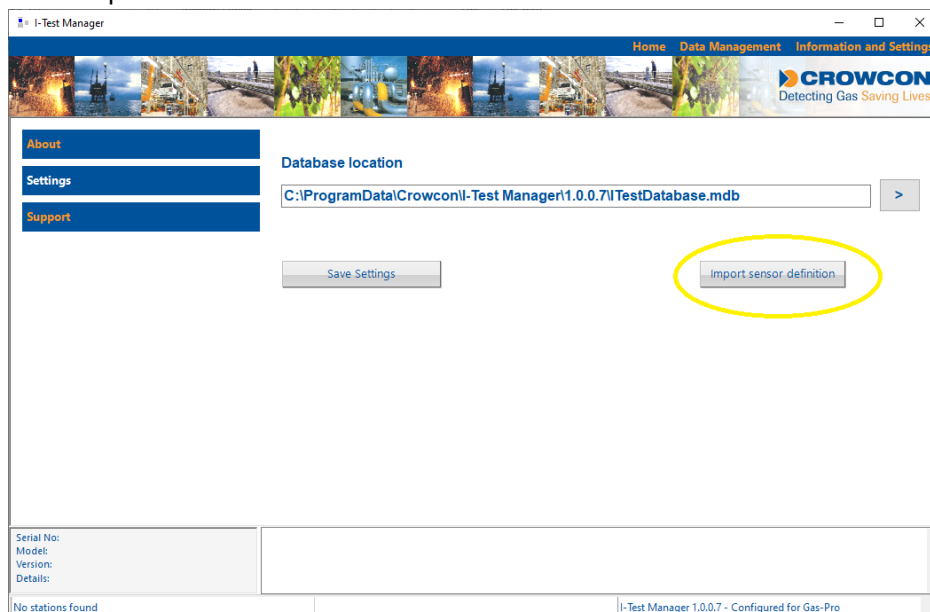 I-Test Manager
Home Data Management Information and Settings
CROWCON
Detecting Gas Saving Lives
About
Settings
Support
Database location
C:\ProgramData\Crowcon\I-Test Manager\1.0.0.7\ITestDatabase.mdb >
Save Settings Import sensor definition
Serial No:
Model:
Version:
Details:
No stations found I-Test Manager 1.0.0.7 - Configured for Gas-Pro